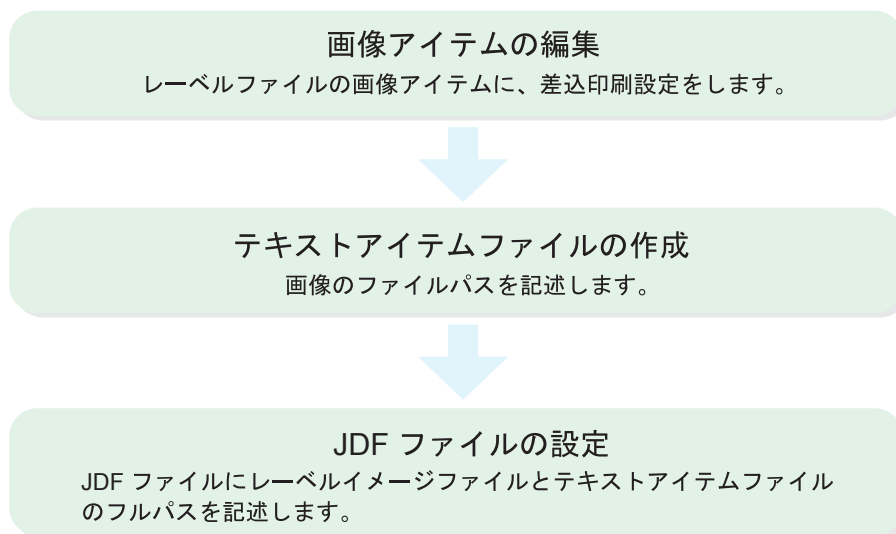 画像アイテムの編集
レーベルファイルの画像アイテムに、差込印刷設定をします。
テキストアイテムファイルの作成
画像のファイルパスを記述します。
JDF ファイルの設定
JDF ファイルにレーベルイメージファイルとテキストアイテムファイル
のフルパスを記述します。